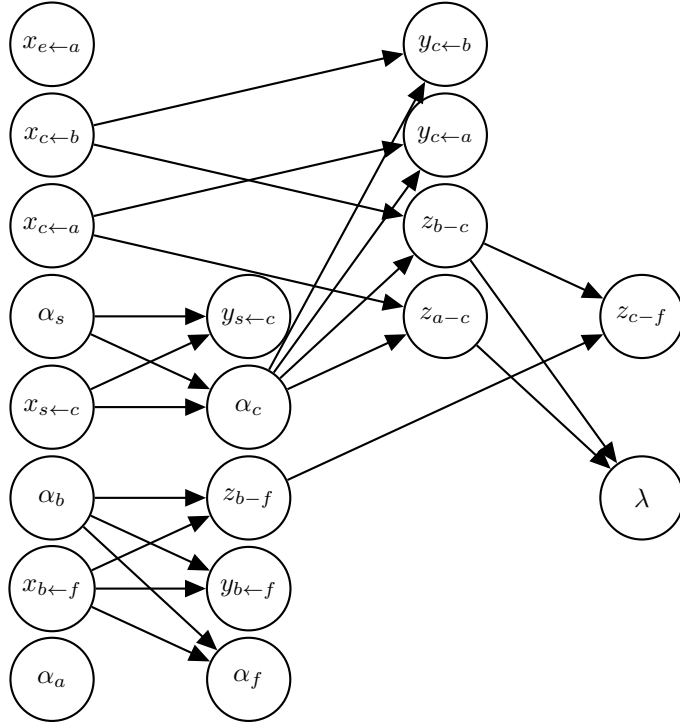 x_{e←a}
y_{c←b}
x_{c←b}
y_{c←a}
x_{c←a}
z_{b−c}
α_s
y_{s←c}
z_{a−c}
z_{c−f}
x_{s←c}
α_c
α_b
z_{b−f}
λ
x_{b←f}
y_{b←f}
α_a
α_f